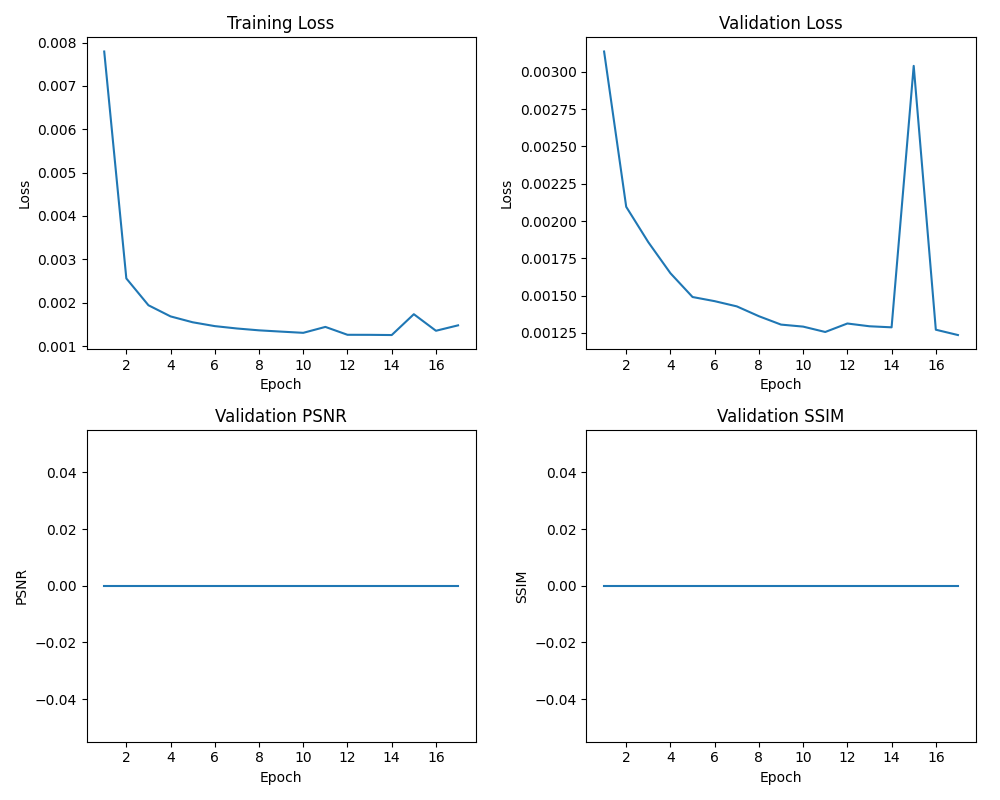 Training Loss
0.008
0.007
0.006
0.005
0.004
0.003
0.002
0.001
Loss
2 4 6 8 10 12 14 16
Epoch
Validation Loss
0.00300
0.00275
0.00250
0.00225
0.00200
0.00175
0.00150
0.00125
Loss
2 4 6 8 10 12 14 16
Epoch
Validation PSNR
0.04
0.02
0.00
−0.02
−0.04
PSNR
2 4 6 8 10 12 14 16
Epoch
Validation SSIM
0.04
0.02
0.00
−0.02
−0.04
SSIM
2 4 6 8 10 12 14 16
Epoch